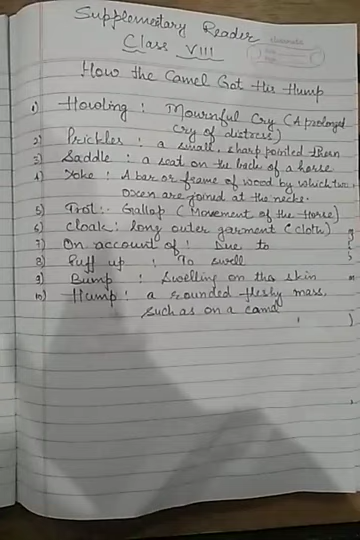 Supplementary Reader
Class VIII
How the Camel Got His Hump
1) Howling : Mournful Cry (A prolonged
cry of distress)
2) Prickles : a small, sharp pointed thorn
3) Saddle : a seat on the back of a horse
4) Yoke : A bar or frame of wood by which two
oxen are joined at the necks.
5) Trot :- Gallop (Movement of the Horse)
6) cloak : long outer garment (cloth)
7) On account of : Due to
8) Puff up : To swell
9) Bump : Swelling on the skin
10) Hump : a rounded fleshy mass,
such as on a camel